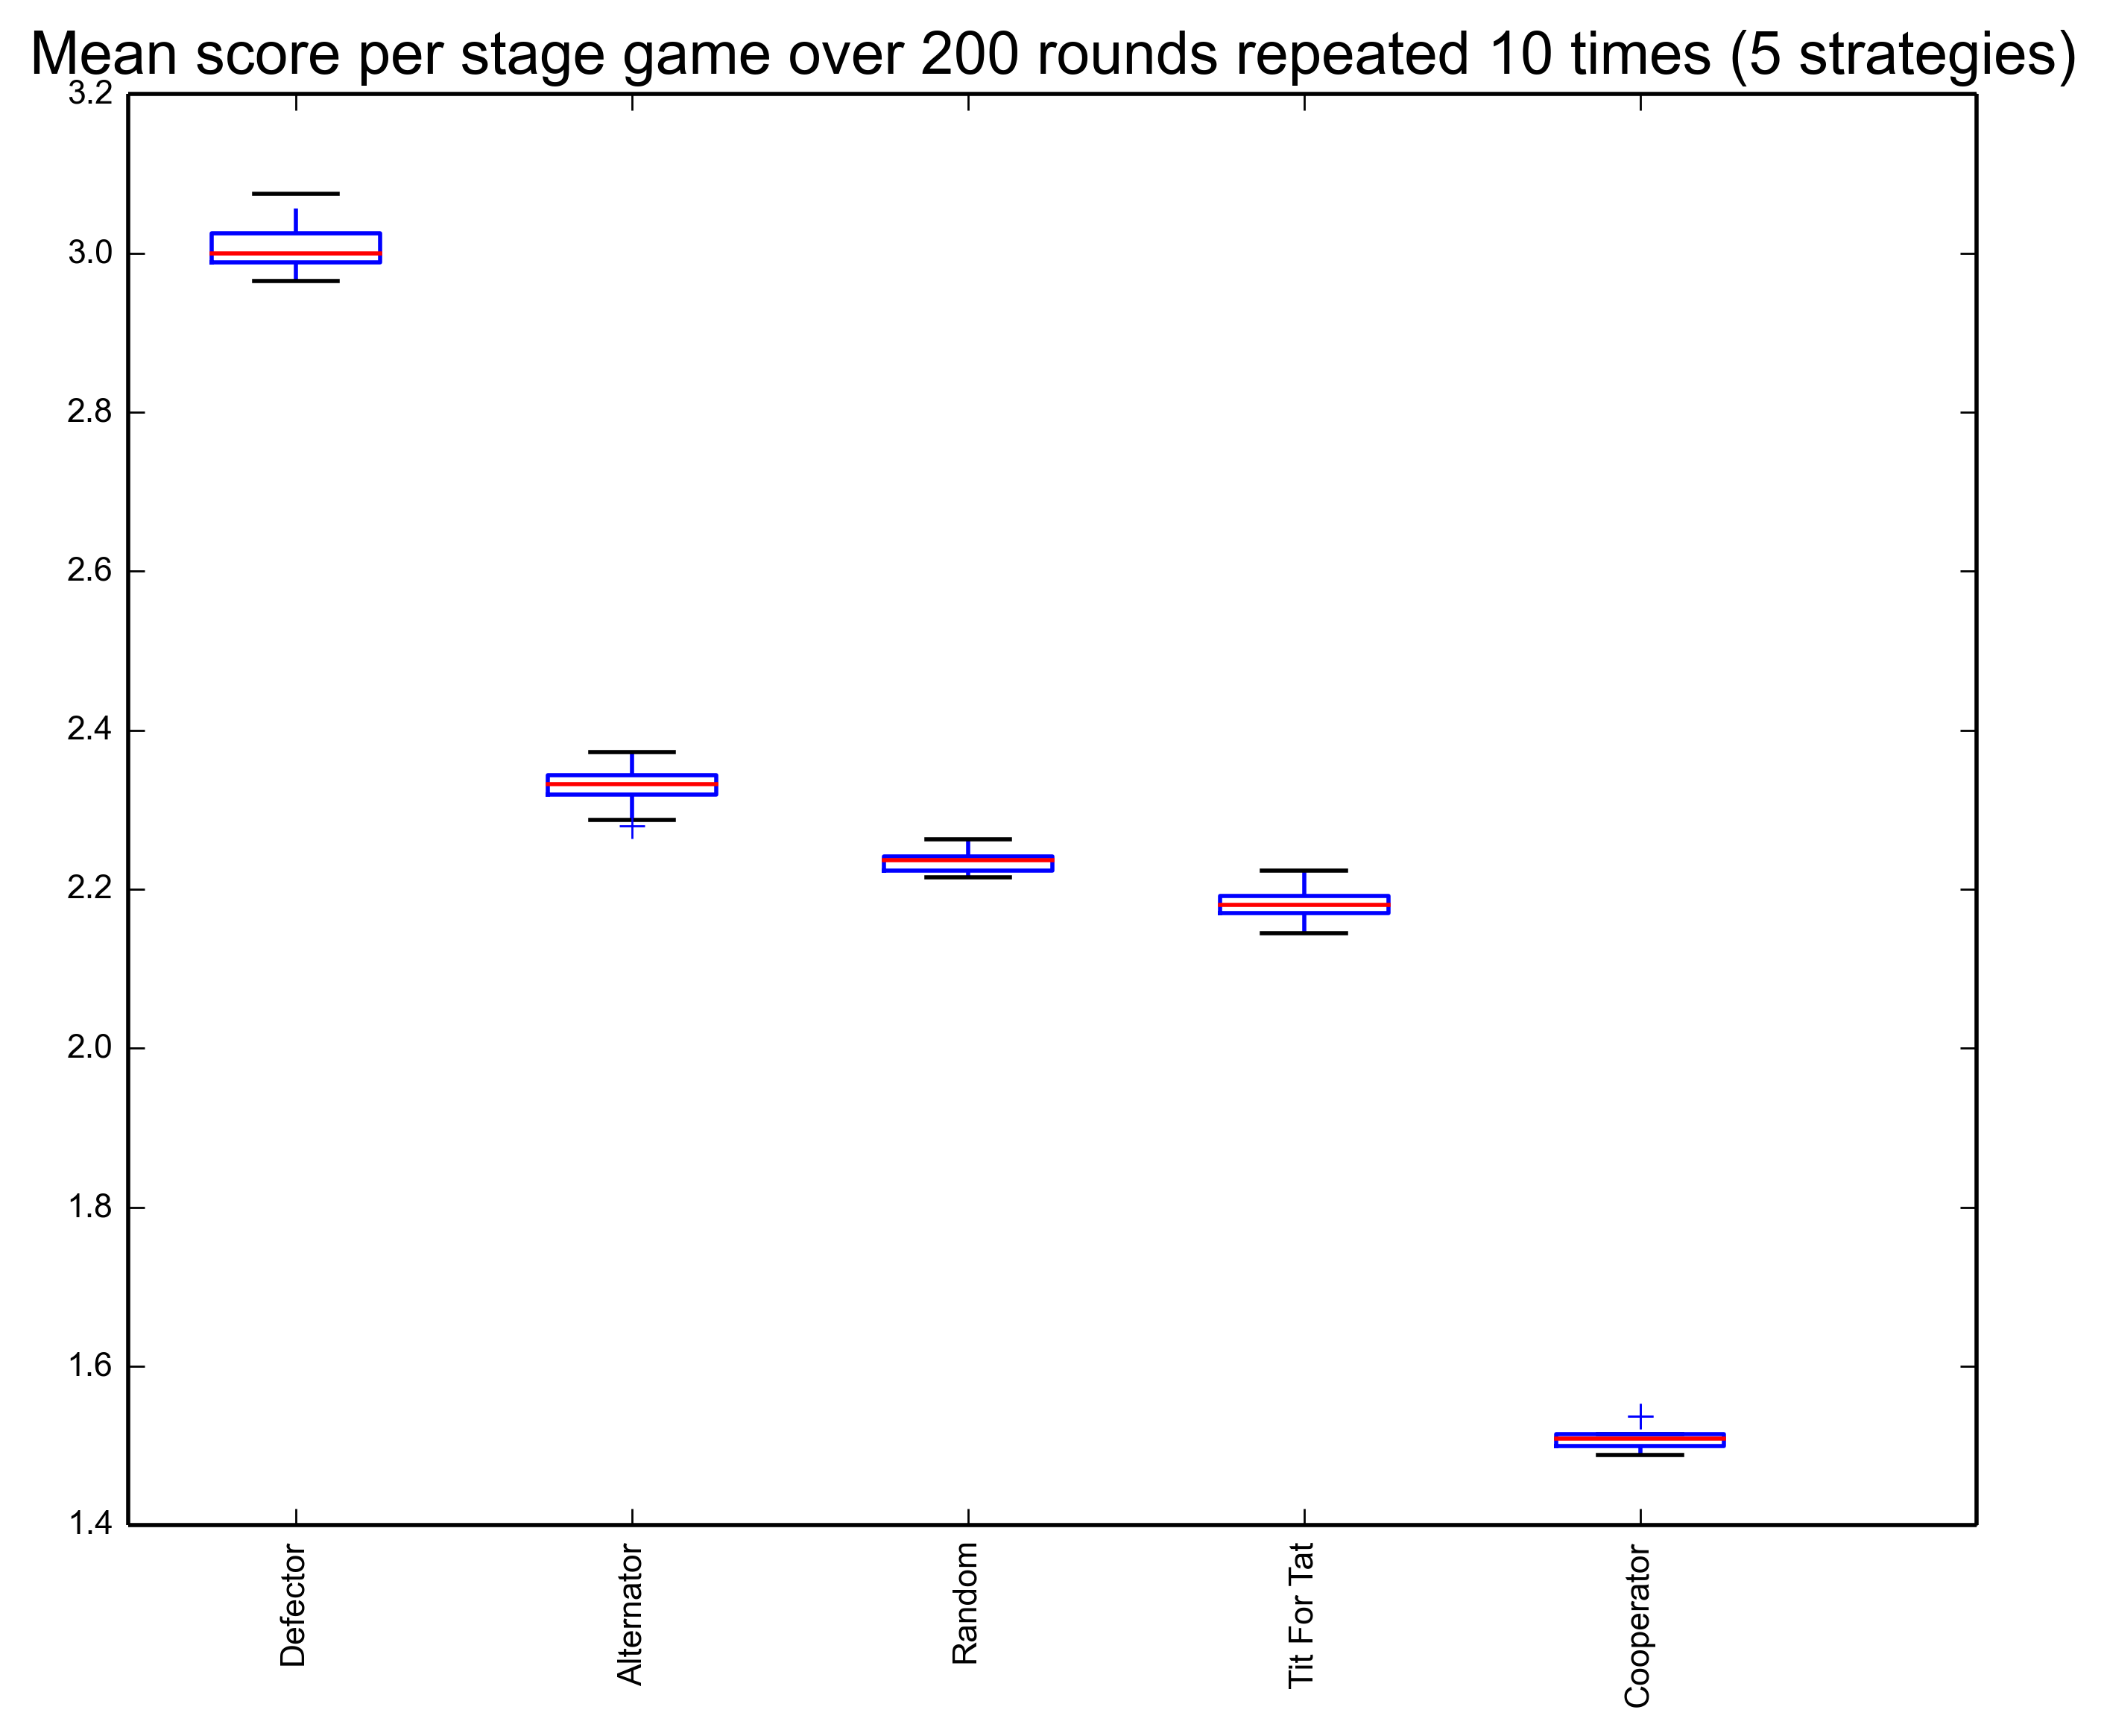 Mean score per stage game over 200 rounds repeated 10 times (5 strategies)
3.2
3.0
2.8
2.6
2.4
2.2
2.0
1.8
1.6
1.4
Defector
Alternator
Random
Tit For Tat
Cooperator